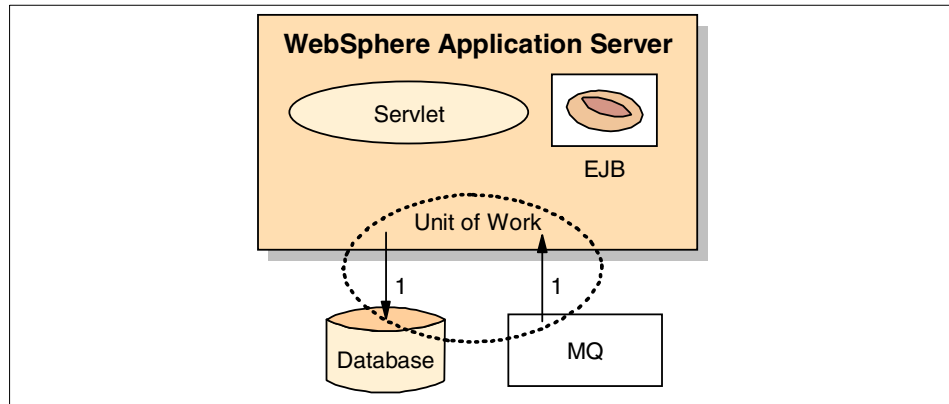 WebSphere Application Server
Servlet
EJB
Unit of Work
1
1
Database
MQ